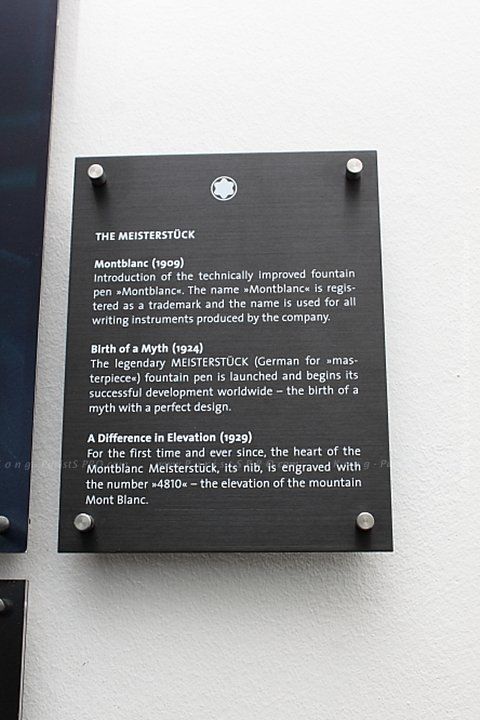 THE MEISTERSTÜCK
Montblanc (1909)
Introduction of the technically improved fountain
pen »Montblanc«. The name »Montblanc« is regis-
tered as a trademark and the name is used for all
writing instruments produced by the company.
Birth of a Myth (1924)
The legendary MEISTERSTÜCK (German for »mas-
terpiece«) fountain pen is launched and begins its
successful development worldwide – the birth of a
myth with a perfect design.
A Difference in Elevation (1929)
For the first time and ever since, the heart of the
Montblanc Meisterstück, its nib, is engraved with
the number »4810« – the elevation of the mountain
Mont Blanc.